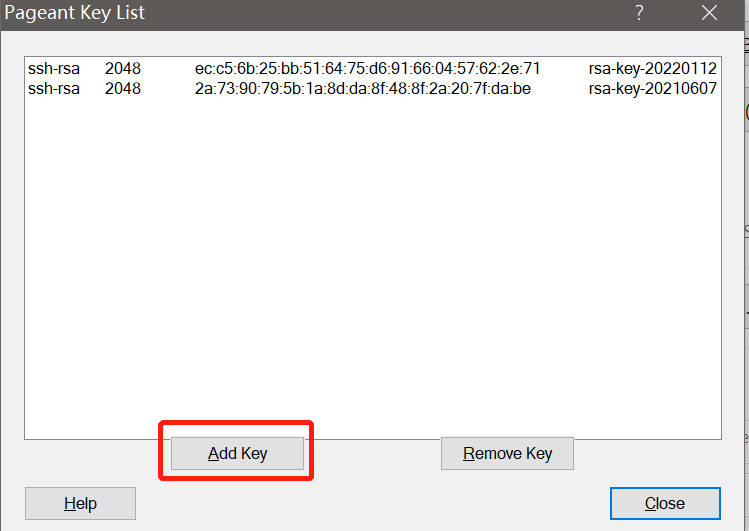 Pageant Key List
ssh-rsa 2048 ec:c5:6b:25:bb:51:64:75:d6:91:66:04:57:62:2e:71 rsa-key-20220112
ssh-rsa 2048 2a:73:90:79:5b:1a:8d:da:8f:48:8f:2a:20:7f:da:be rsa-key-20210607
Add Key
Remove Key
Help
Close